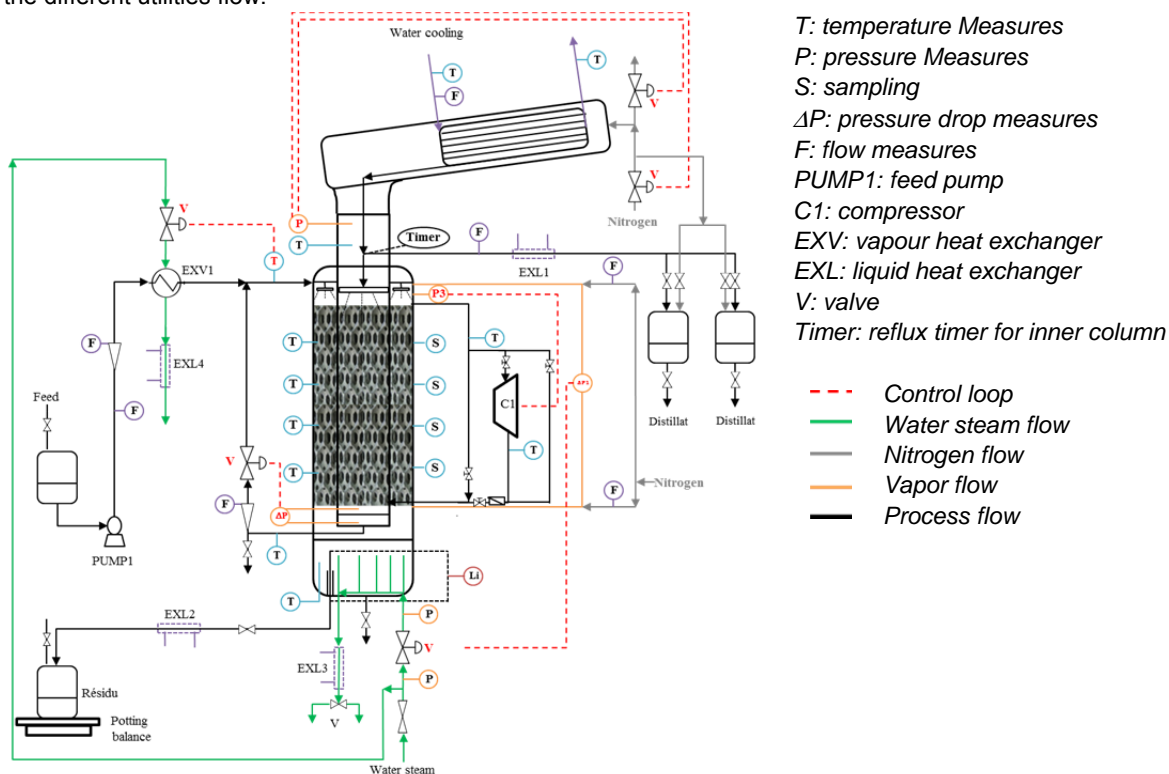 the different utilities flow.
Water cooling
T
T
F
V
V
Nitrogen
T: temperature Measures
P: pressure Measures
S: sampling
ΔP: pressure drop measures
F: flow measures
PUMP1: feed pump
C1: compressor
EXV: vapour heat exchanger
EXL: liquid heat exchanger
V: valve
Timer: reflux timer for inner column
Control loop
Water steam flow
Nitrogen flow
Vapor flow
Process flow
V
P
T
Timer
F
EXL1
F
EXV1
T
P3
F
EXL4
T
S
T
ΔP1
Feed
T
S
C1
Distillat
Distillat
F
T
S
T
V
T
S
F
ΔP
F
Nitrogen
PUMP1
T
T
Li
EXL2
P
V
EXL3
P
Résidu
V
Potting
balance
Water steam